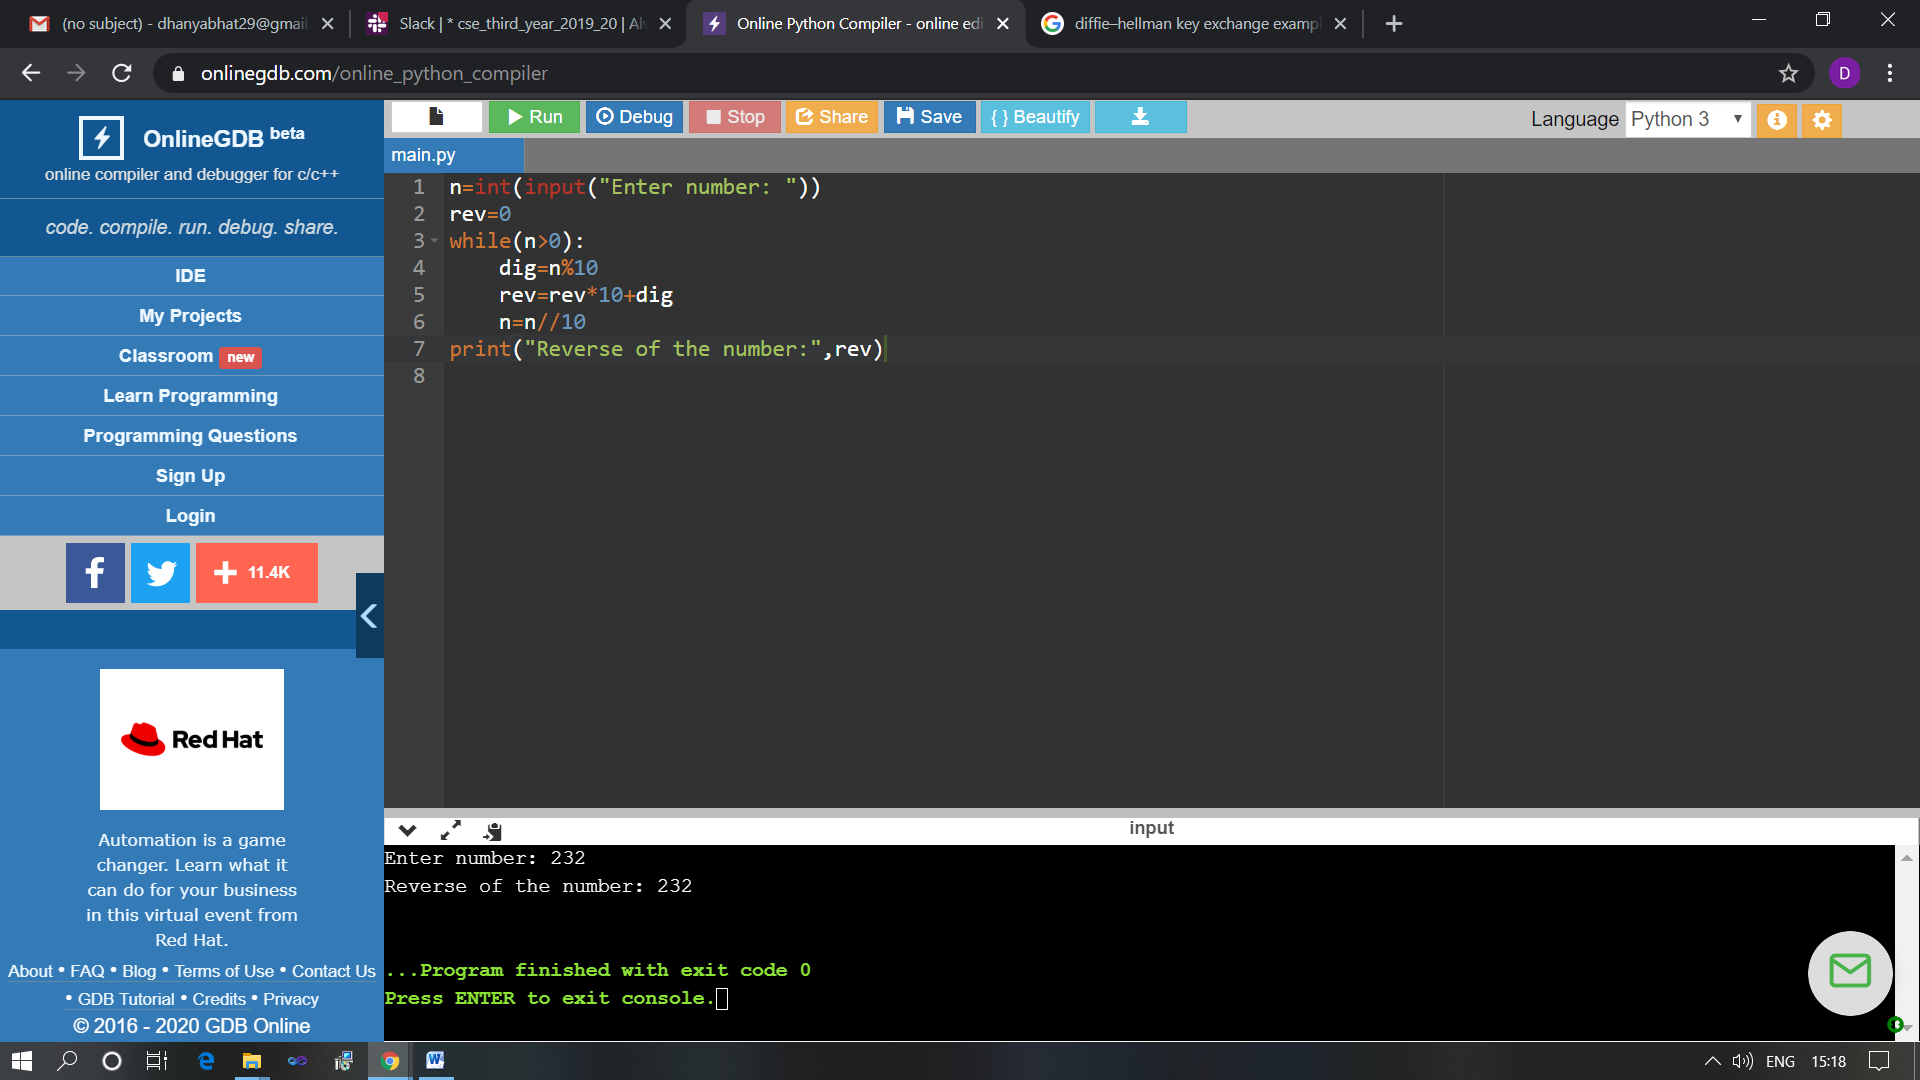 (no subject) - dhanyabhat29@gmail
Slack | * cse_third_year_2019_20 | Al
Online Python Compiler - online edi
diffie–hellman key exchange exampl
onlinegdb.com/online_python_compiler
D
OnlineGDB beta
online compiler and debugger for c/c++
code. compile. run. debug. share.
IDE
My Projects
Classroom new
Learn Programming
Programming Questions
Sign Up
Login
11.4K
Red Hat
Automation is a game
changer. Learn what it
can do for your business
in this virtual event from
Red Hat.
About • FAQ • Blog • Terms of Use • Contact Us
• GDB Tutorial • Credits • Privacy
© 2016 - 2020 GDB Online
Run Debug Stop Share Save { } Beautify
Language Python 3
main.py
1 n=int(input("Enter number: "))
2 rev=0
3 while(n>0):
4 dig=n%10
5 rev=rev*10+dig
6 n=n//10
7 print("Reverse of the number:",rev)
8
input
Enter number: 232
Reverse of the number: 232
...Program finished with exit code 0
Press ENTER to exit console.
ENG 15:18